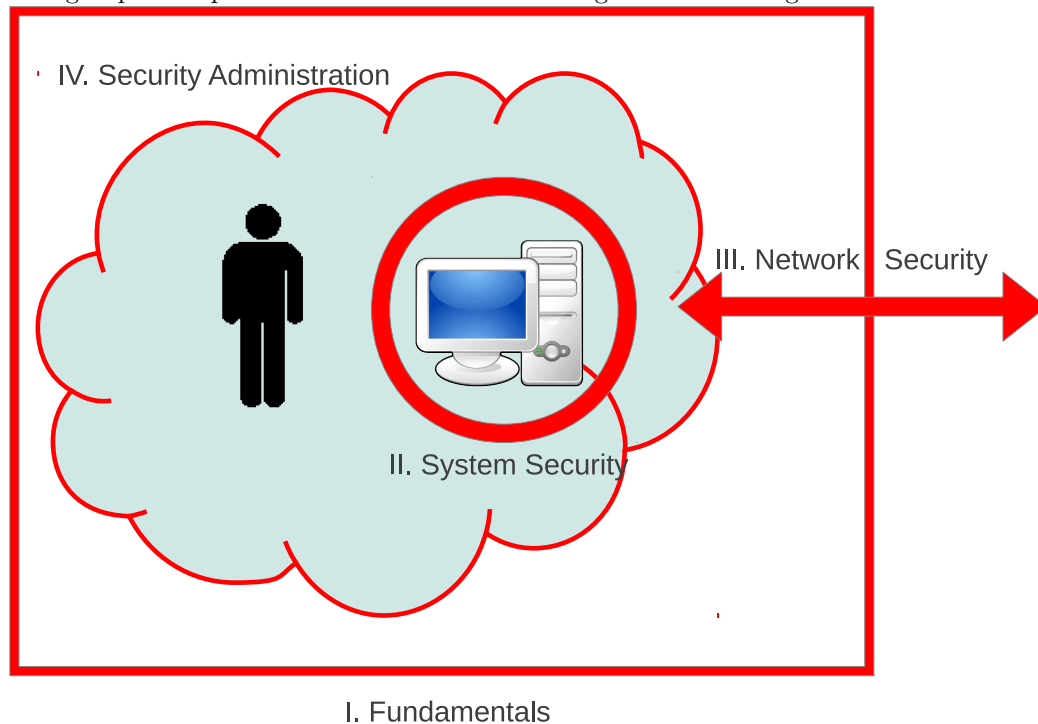 IV. Security Administration
III. Network Security
II. System Security
I. Fundamentals